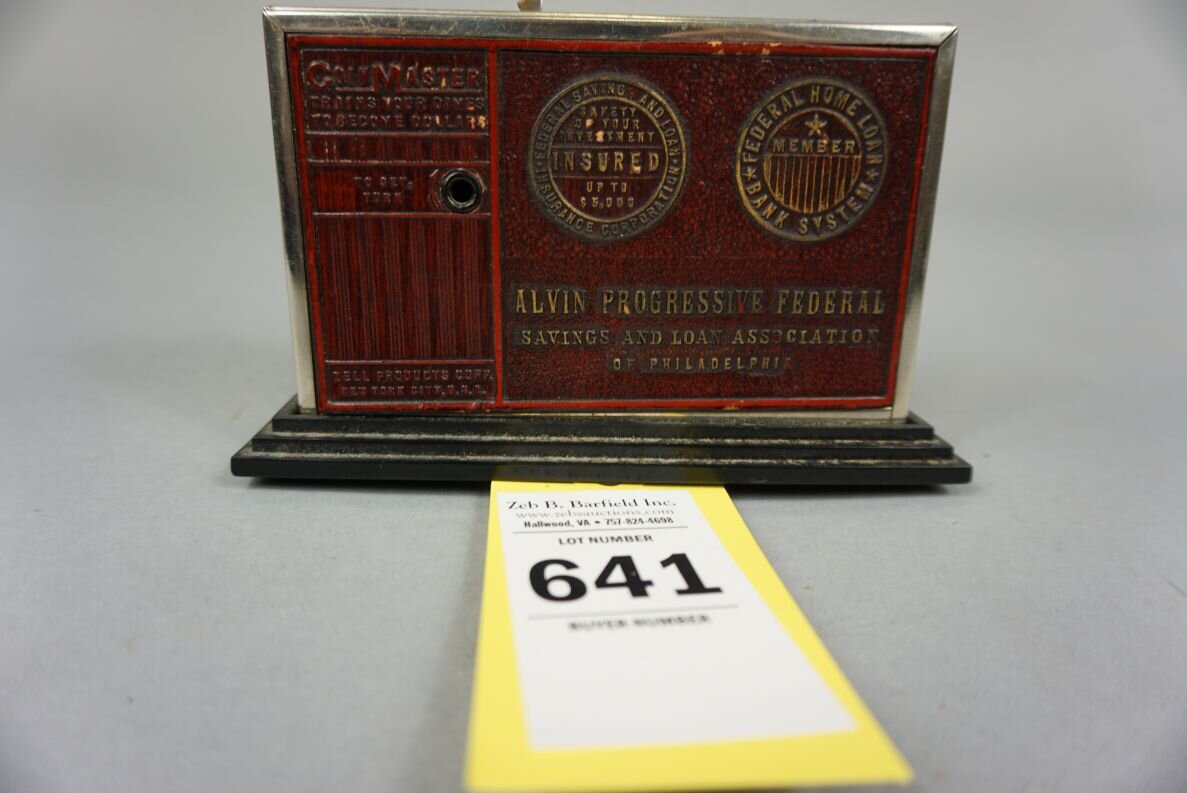 COIN MASTER
TRAINS YOUR DIMES
TO BECOME DOLLARS
TO SET,
TURN
ZELL PRODUCTS CORP.
NEW YORK CITY, U.S.A.
FEDERAL SAVINGS AND LOAN
INSURANCE CORPORATION
SAFETY
OF YOUR
INVESTMENT
INSURED
UP TO
$5,000
FEDERAL HOME LOAN
BANK SYSTEM
MEMBER
ALVIN PROGRESSIVE FEDERAL
SAVINGS AND LOAN ASSOCIATION
OF PHILADELPHIA
Zeb B. Barfield Inc.
www.zebsauctions.com
Hallwood, VA • 757-824-4698
LOT NUMBER
641
BUYER NUMBER